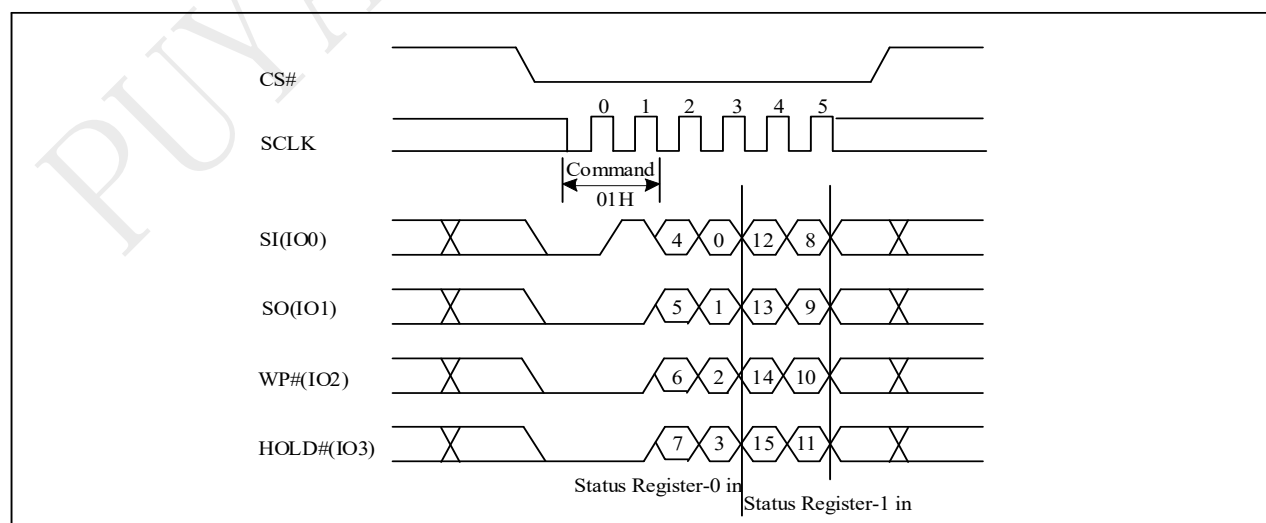 PUYA
CS#
0 1 2 3 4 5
SCLK
Command
01H
SI(IO0) 4 0 12 8
SO(IO1) 5 1 13 9
WP#(IO2) 6 2 14 10
HOLD#(IO3) 7 3 15 11
Status Register-0 in Status Register-1 in